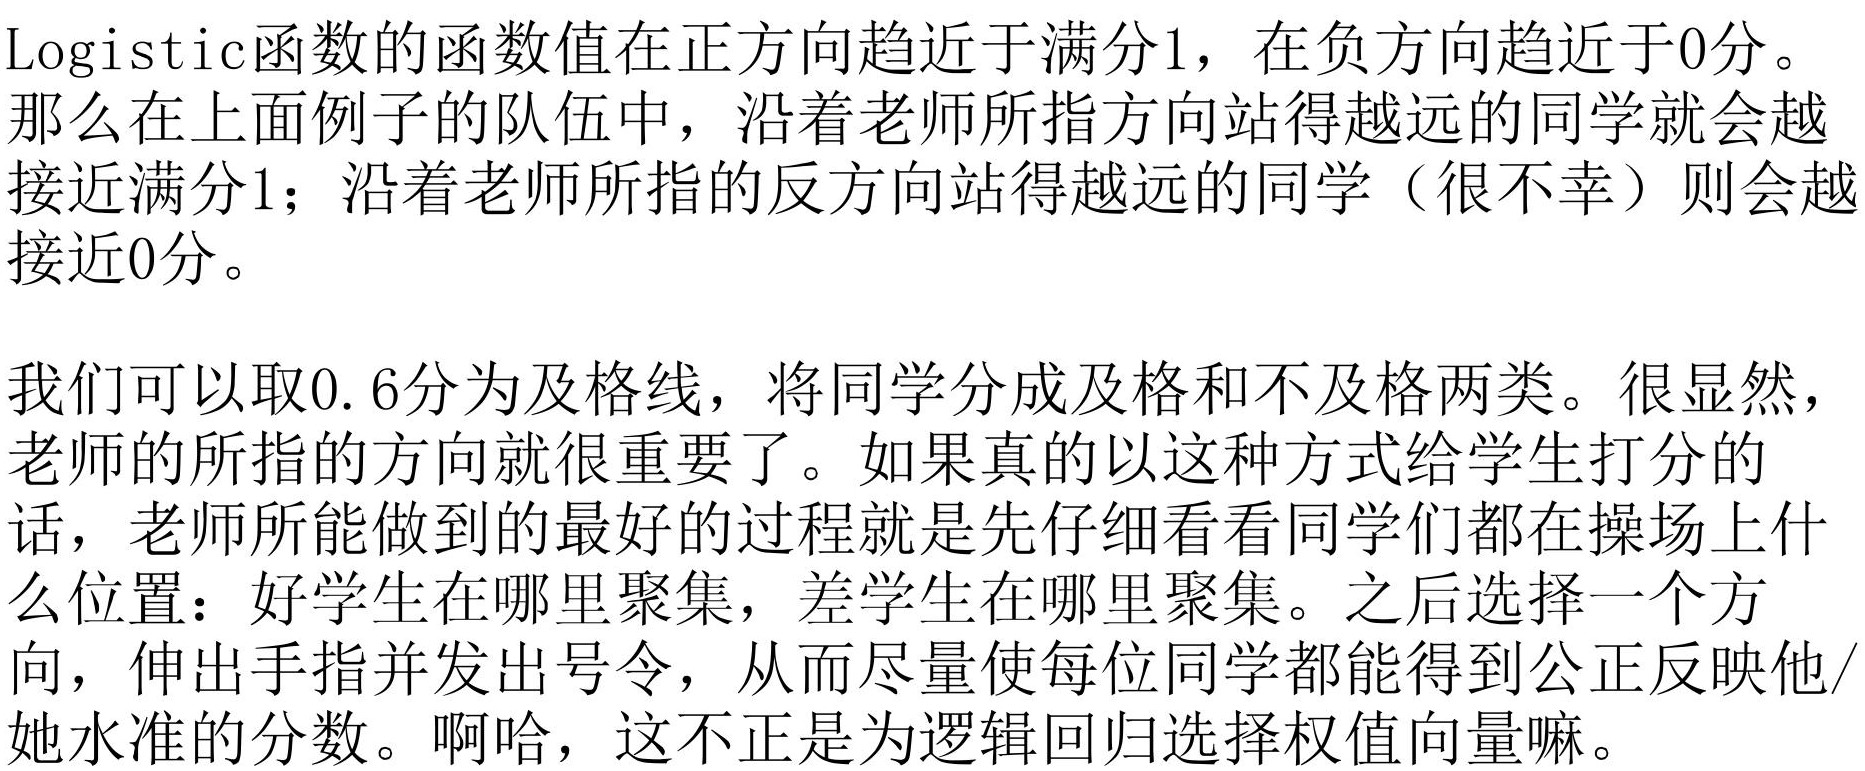 Logistic函数的函数值在正方向趋近于满分1，在负方向趋近于0分。
那么在上面例子的队伍中，沿着老师所指方向站得越远的同学就会越
接近满分1；沿着老师所指的反方向站得越远的同学（很不幸）则会越
接近0分。
我们可以取0.6分为及格线，将同学分成及格和不及格两类。很显然，
老师的所指的方向就很重要了。如果真的以这种方式给学生打分的
话，老师所能做到的最好的过程就是先仔细看看同学们都在操场上什
么位置：好学生在哪里聚集，差学生在哪里聚集。之后选择一个方
向，伸出手指并发出号令，从而尽量使每位同学都能得到公正反映他/
她水准的分数。啊哈，这不正是为逻辑回归选择权值向量嘛。